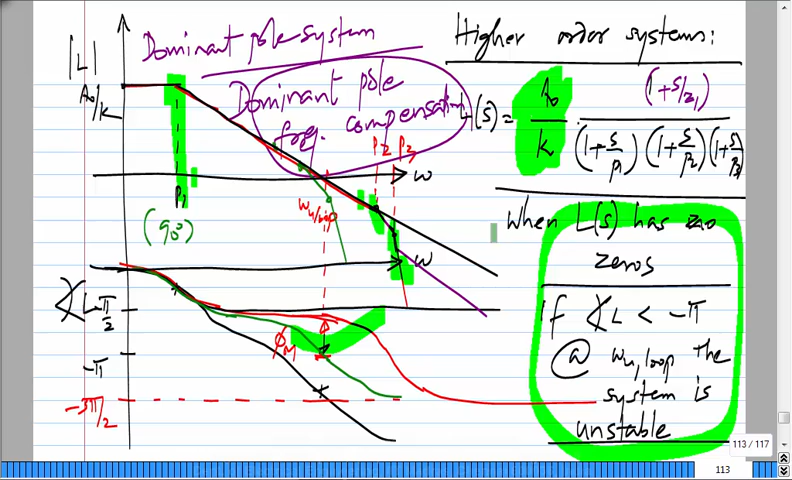 Dominant pole system
Higher order systems:
|L|
A₀/k
Dominant pole
freq. compensation
L(s) = A₀/k · (1+s/z₁) / (1+s/p₁)(1+s/p₂)(1+s/p₃)
p₂ p₃
ω
p₁
(90°)
ωu,loop
ω
When L(s) has zero
zeros
∠L -π/2
if ∠L < -π
@ ωu,loop the
system is
unstable
ϕM
-π
-3π/2
113 / 117
113